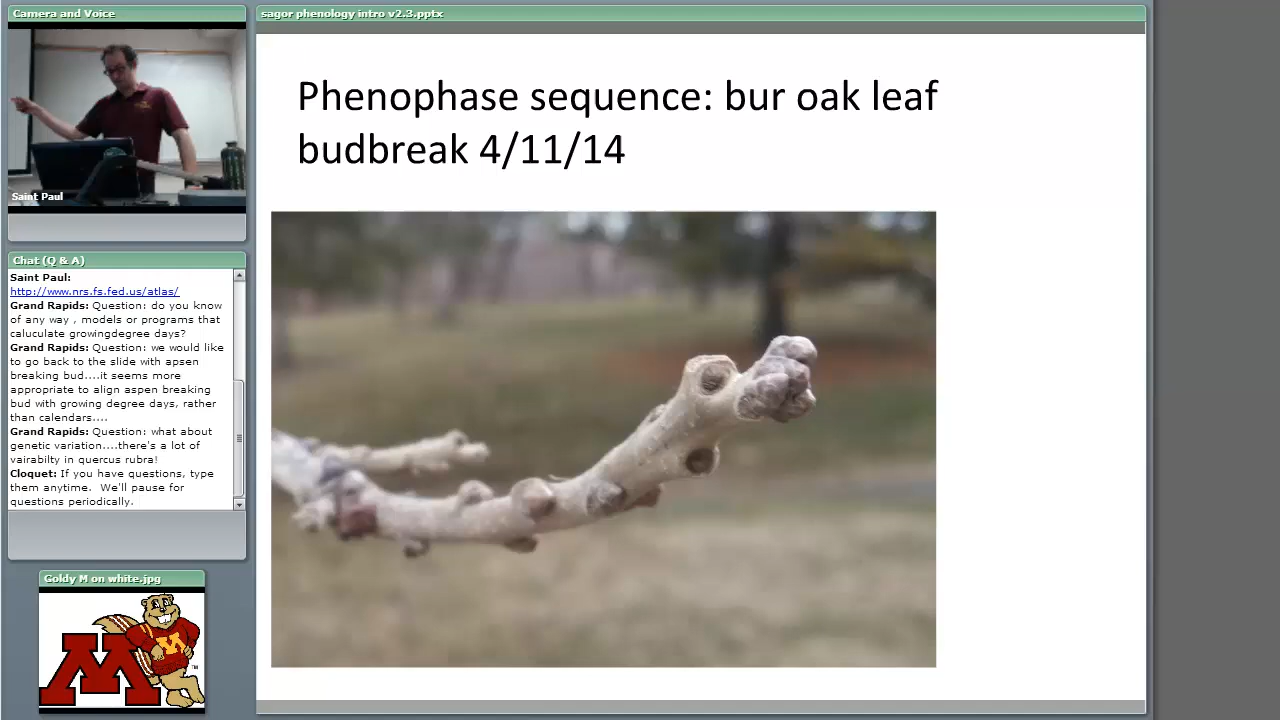 Camera and Voice
Saint Paul
Chat (Q & A)
Saint Paul:
http://www.nrs.fs.fed.us/atlas/
Grand Rapids: Question: do you know
of any way , models or programs that
caluculate growingdegree days?
Grand Rapids: Question: we would like
to go back to the slide with apsen
breaking bud....it seems more
appropriate to align aspen breaking
bud with growing degree days, rather
than calendars....
Grand Rapids: Question: what about
genetic variation....there's a lot of
vairabilty in quercus rubra!
Cloquet: If you have questions, type
them anytime. We'll pause for
questions periodically.
Goldy M on white.jpg
M
M
TM
sagor phenology intro v2.3.pptx
Phenophase sequence: bur oak leaf
budbreak 4/11/14